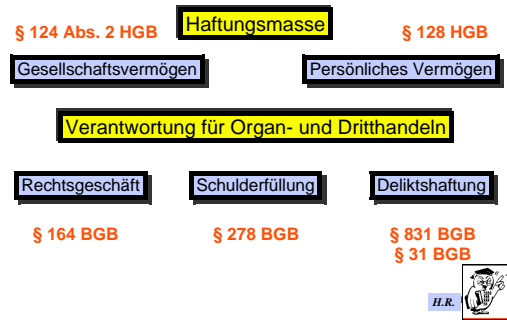 Haftungsmasse
§ 124 Abs. 2 HGB
§ 128 HGB
Gesellschaftsvermögen
Persönliches Vermögen
Verantwortung für Organ- und Dritthandeln
Rechtsgeschäft
Schulderfüllung
Deliktshaftung
§ 164 BGB
§ 278 BGB
§ 831 BGB
§ 31 BGB
H.R.